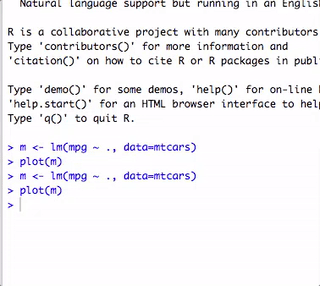 Natural language support but running in an English
R is a collaborative project with many contributors
Type 'contributors()' for more information and
'citation()' on how to cite R or R packages in publ
Type 'demo()' for some demos, 'help()' for on-line
'help.start()' for an HTML browser interface to help
Type 'q()' to quit R.
> m <- lm(mpg ~ ., data=mtcars)
> plot(m)
> m <- lm(mpg ~ ., data=mtcars)
> plot(m)
>